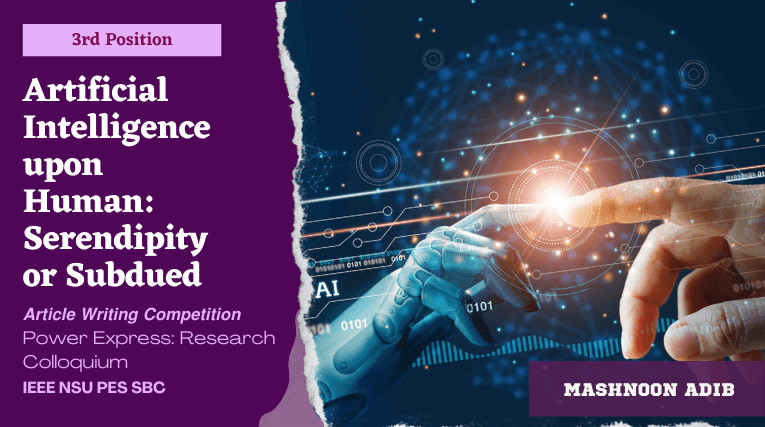 3rd Position
Artificial
Intelligence
upon
Human:
Serendipity
or Subdued
Article Writing Competition
Power Express: Research
Colloquium
IEEE NSU PES SBC
AI
0101
0101
MASHNOON ADIB